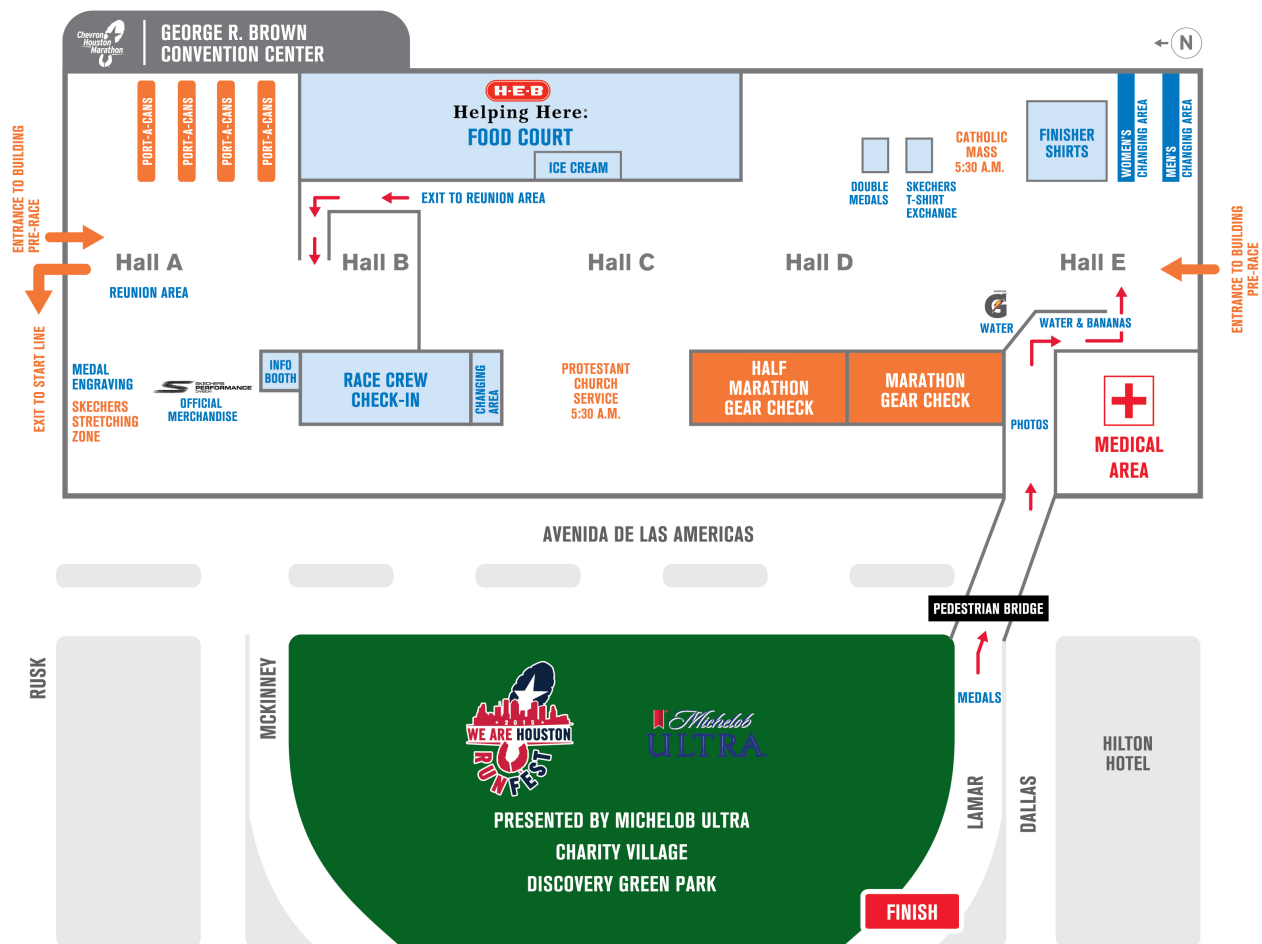 Chevron
Houston
Marathon
GEORGE R. BROWN
CONVENTION CENTER
N
PORT-A-CANS
PORT-A-CANS
PORT-A-CANS
PORT-A-CANS
H-E-B
Helping Here:
FOOD COURT
ICE CREAM
DOUBLE
MEDALS
SKECHERS
T-SHIRT
EXCHANGE
CATHOLIC
MASS
5:30 A.M.
FINISHER
SHIRTS
WOMEN'S
CHANGING AREA
MEN'S
CHANGING AREA
ENTRANCE TO BUILDING
PRE-RACE
EXIT TO REUNION AREA
Hall A
Hall B
Hall C
Hall D
Hall E
ENTRANCE TO BUILDING
PRE-RACE
REUNION AREA
EXIT TO START LINE
G
WATER
WATER & BANANAS
MEDAL
ENGRAVING
SKECHERS
STRETCHING
ZONE
SKECHERS
PERFORMANCE
OFFICIAL
MERCHANDISE
INFO
BOOTH
RACE CREW
CHECK-IN
CHANGING
AREA
PROTESTANT
CHURCH
SERVICE
5:30 A.M.
HALF
MARATHON
GEAR CHECK
MARATHON
GEAR CHECK
PHOTOS
MEDICAL
AREA
AVENIDA DE LAS AMERICAS
PEDESTRIAN BRIDGE
RUSK
MCKINNEY
2015
WE ARE HOUSTON
RUN FEST
Michelob
ULTRA
MEDALS
LAMAR
DALLAS
HILTON
HOTEL
PRESENTED BY MICHELOB ULTRA
CHARITY VILLAGE
DISCOVERY GREEN PARK
FINISH